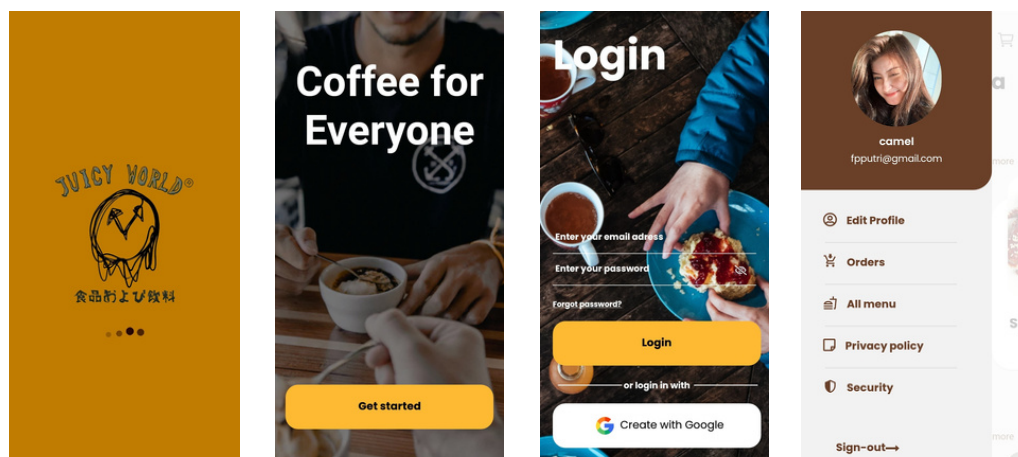 JUICY WORLD®
食品および飲料
Coffee for
Everyone
Get started
Login
Enter your email adress
Enter your password
Forgot password?
Login
or login in with
Create with Google
camel
fpputri@gmail.com
Edit Profile
Orders
All menu
Privacy policy
Security
Sign-out
a
more
S
more